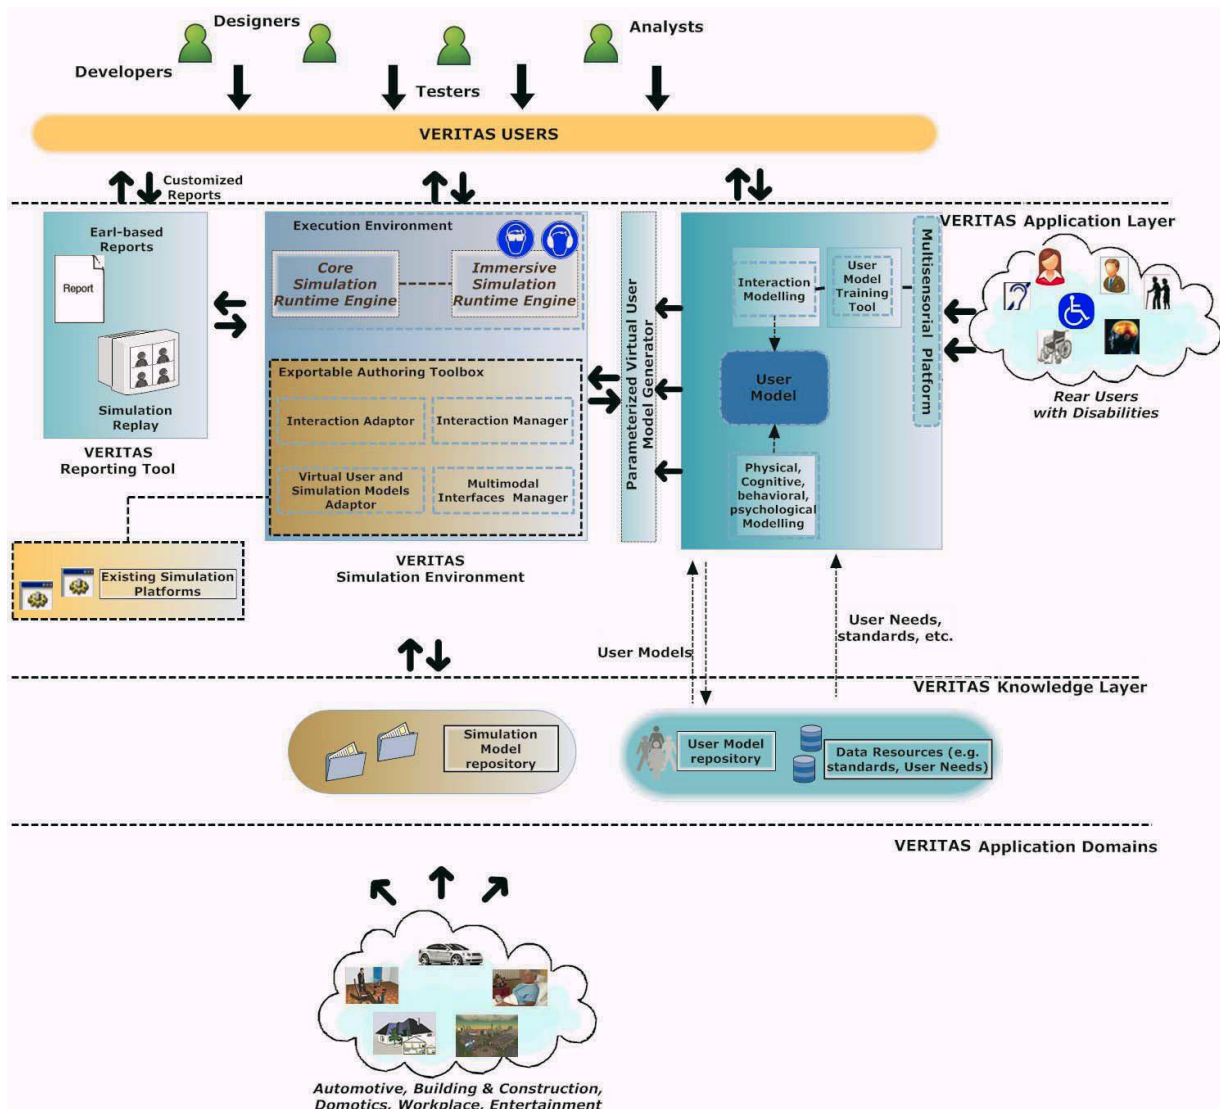 Designers
Analysts
Developers
Testers
VERITAS USERS
Customized
Reports
VERITAS Application Layer
Earl-based
Reports
Report
Simulation
Replay
VERITAS
Reporting Tool
Execution Environment
Core
Simulation
Runtime Engine
Immersive
Simulation
Runtime Engine
Exportable Authoring Toolbox
Interaction Adaptor
Interaction Manager
Virtual User and
Simulation Models
Adaptor
Multimodal
Interfaces Manager
VERITAS
Simulation Environment
Existing Simulation
Platforms
Parameterized Virtual User
Model Generator
Interaction
Modelling
User
Model
Training
Tool
User
Model
Physical,
Cognitive,
behavioral,
psychological
Modelling
Multisensorial Platform
Rear Users
with Disabilities
User Models
User Needs,
standards, etc.
VERITAS Knowledge Layer
Simulation
Model
repository
User Model
repository
Data Resources (e.g.
standards, User Needs)
VERITAS Application Domains
Automotive, Building & Construction,
Domotics, Workplace, Entertainment